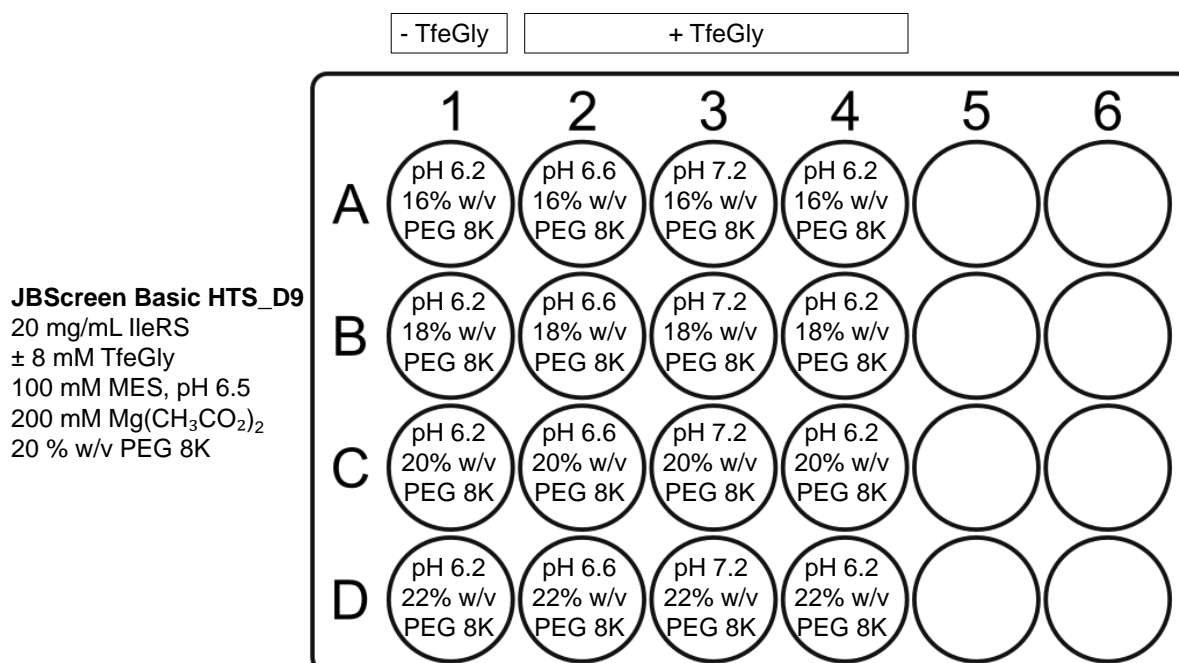 - TfeGly
+ TfeGly
1 2 3 4 5 6
A
pH 6.2 pH 6.6 pH 7.2 pH 6.2
16% w/v 16% w/v 16% w/v 16% w/v
PEG 8K PEG 8K PEG 8K PEG 8K
JBScreen Basic HTS_D9
20 mg/mL IleRS
± 8 mM TfeGly
100 mM MES, pH 6.5
200 mM Mg(CH₃CO₂)₂
20 % w/v PEG 8K
B
pH 6.2 pH 6.6 pH 7.2 pH 6.2
18% w/v 18% w/v 18% w/v 18% w/v
PEG 8K PEG 8K PEG 8K PEG 8K
C
pH 6.2 pH 6.6 pH 7.2 pH 6.2
20% w/v 20% w/v 20% w/v 20% w/v
PEG 8K PEG 8K PEG 8K PEG 8K
D
pH 6.2 pH 6.6 pH 7.2 pH 6.2
22% w/v 22% w/v 22% w/v 22% w/v
PEG 8K PEG 8K PEG 8K PEG 8K